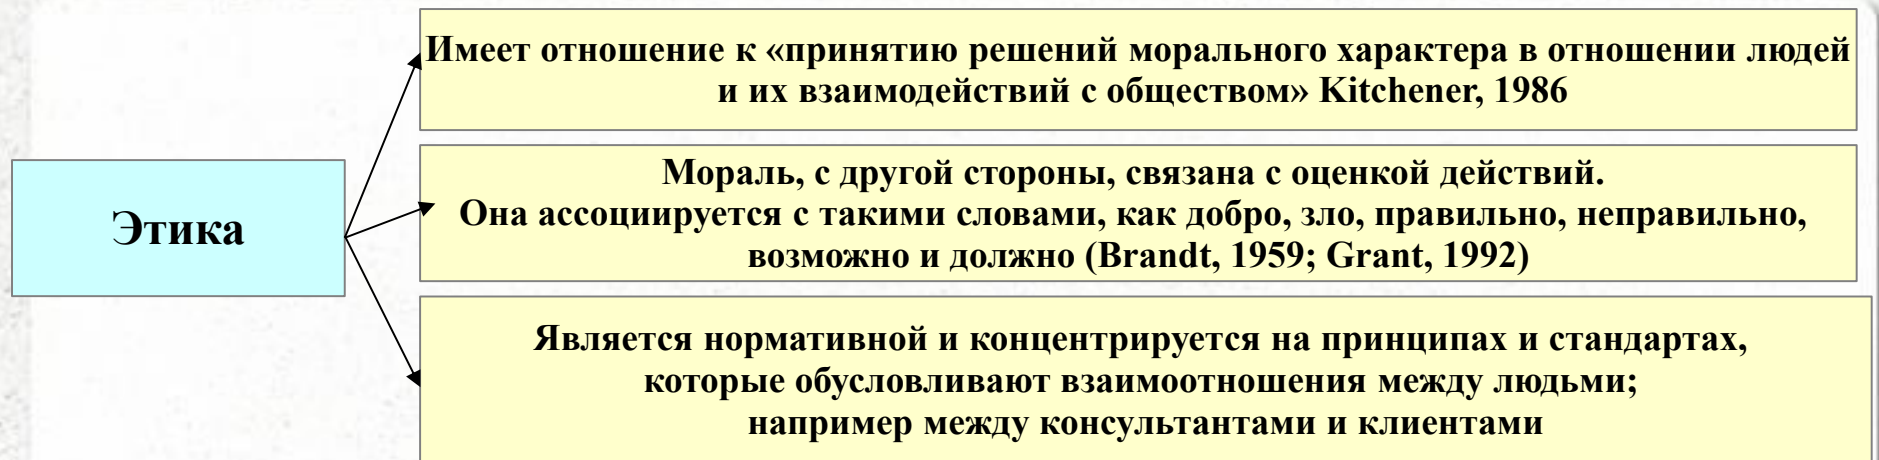 Имеет отношение к «принятию решений морального характера в отношении людей
и их взаимодействий с обществом» Kitchener, 1986
Этика
Мораль, с другой стороны, связана с оценкой действий.
Она ассоциируется с такими словами, как добро, зло, правильно, неправильно,
возможно и должно (Brandt, 1959; Grant, 1992)
Является нормативной и концентрируется на принципах и стандартах,
которые обусловливают взаимоотношения между людьми;
например между консультантами и клиентами